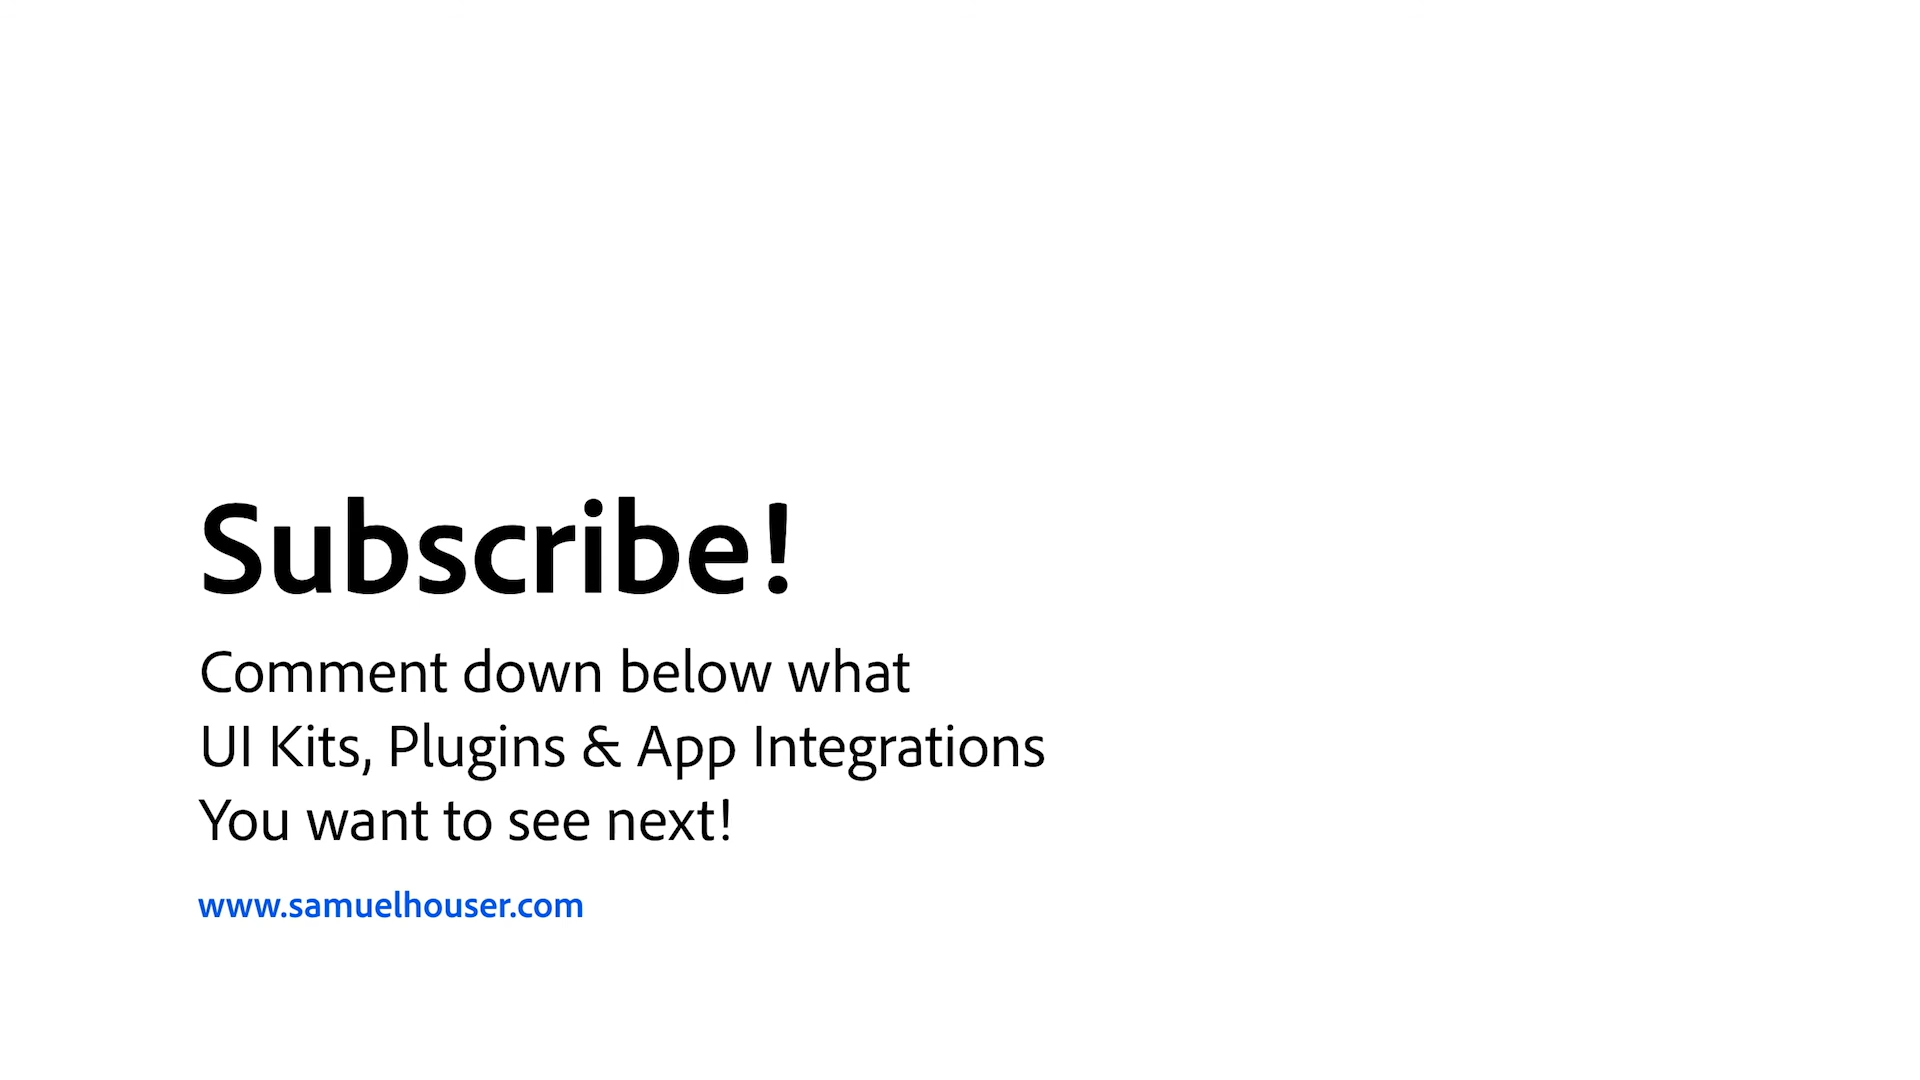 Subscribe!
Comment down below what
UI Kits, Plugins & App Integrations
You want to see next!
www.samuelhouser.com